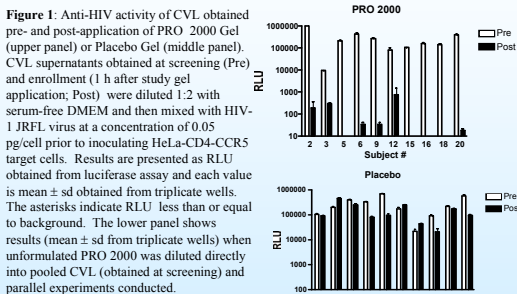 Figure 1: Anti-HIV activity of CVL obtained
pre- and post-application of PRO 2000 Gel
(upper panel) or Placebo Gel (middle panel).
CVL supernatants obtained at screening (Pre)
and enrollment (1 h after study gel
application; Post) were diluted 1:2 with
serum-free DMEM and then mixed with HIV-
1 JRFL virus at a concentration of 0.05
pg/cell prior to inoculating HeLa-CD4-CCR5
target cells. Results are presented as RLU
obtained from luciferase assay and each value
is mean ± sd obtained from triplicate wells.
The asterisks indicate RLU less than or equal
to background. The lower panel shows
results (mean ± sd from triplicate wells) when
unformulated PRO 2000 was diluted directly
into pooled CVL (obtained at screening) and
parallel experiments conducted.
PRO 2000
1000000
100000
10000
1000
100
10
RLU
Pre
Post
2 3 5 6 9 12 15 16 18 20
Subject #
Placebo
1000000
100000
10000
1000
100
RLU
Pre
Post